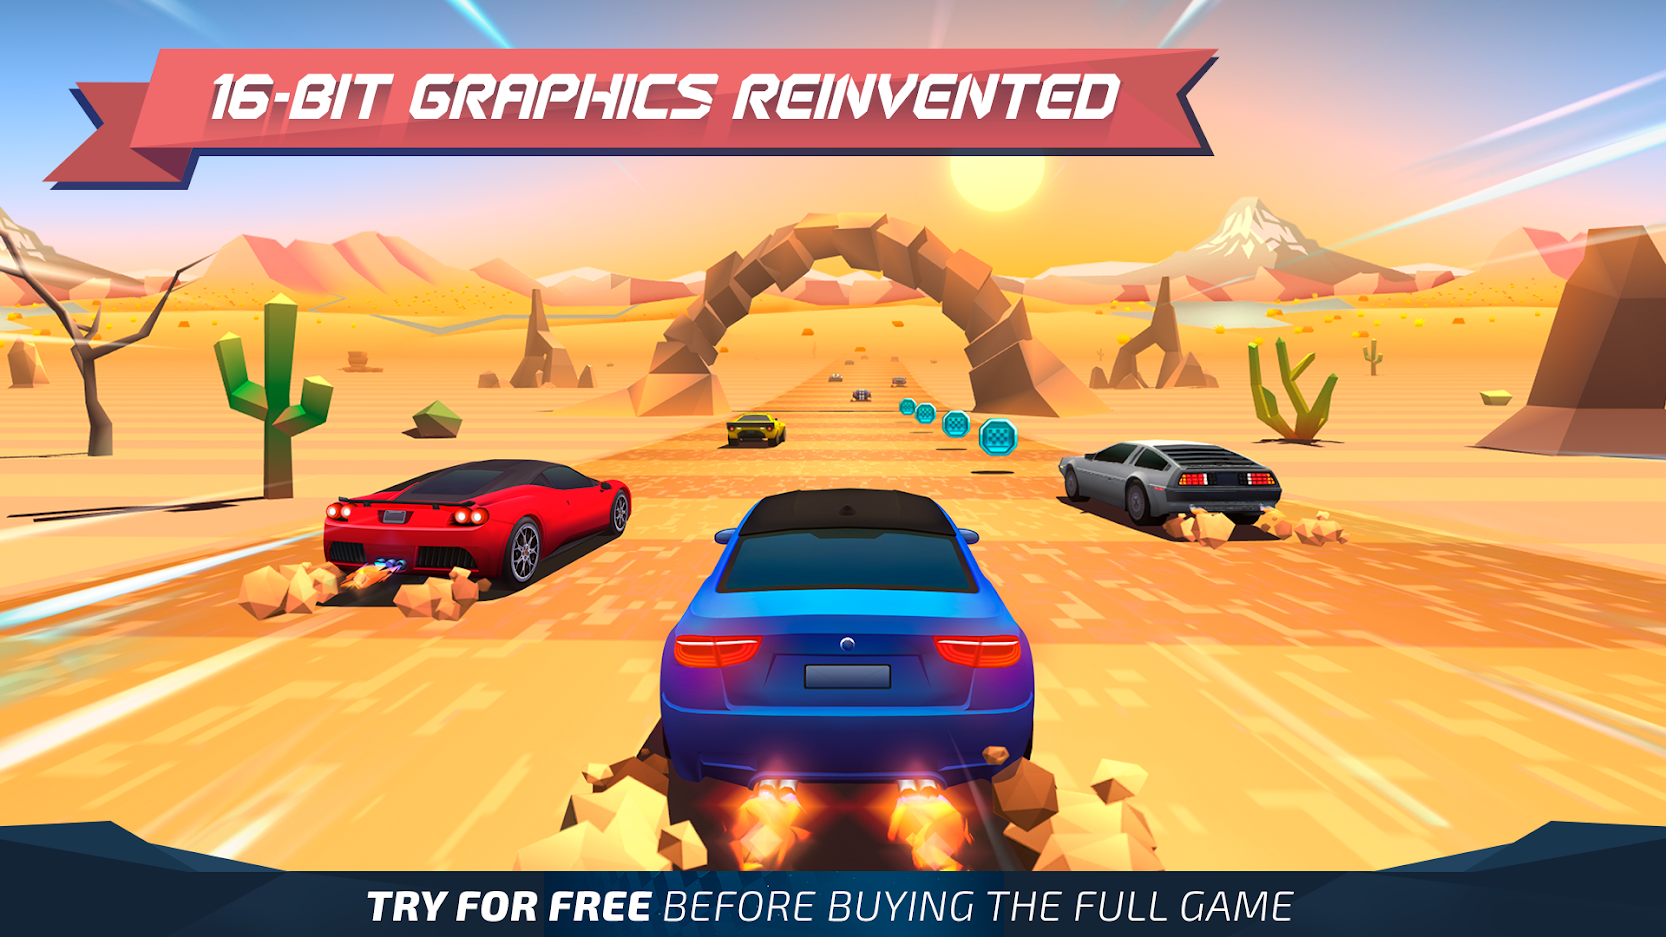 16-BIT GRAPHICS REINVENTED
TRY FOR FREE BEFORE BUYING THE FULL GAME